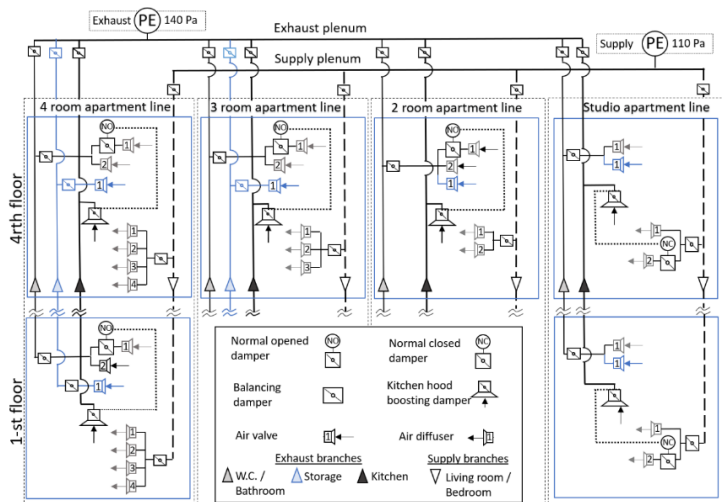 Exhaust PE 140 Pa
Exhaust plenum
Supply PE 110 Pa
Supply plenum
4 room apartment line
3 room apartment line
2 room apartment line
Studio apartment line
4rth floor
NO
1
2
1
1
2
3
4
NO
1
2
1
1
2
3
NO
1
2
1
1
2
1
1
1
NC
2
1-st floor
NO
1
2
1
1
2
3
4
1
1
1
NC
2
Normal opened
damper
NO
Normal closed
damper
NC
Balancing
damper
Kitchen hood
boosting damper
Air valve
1
Air diffuser
1
Exhaust branches
Supply branches
W.C. /
Bathroom
Storage
Kitchen
Living room /
Bedroom